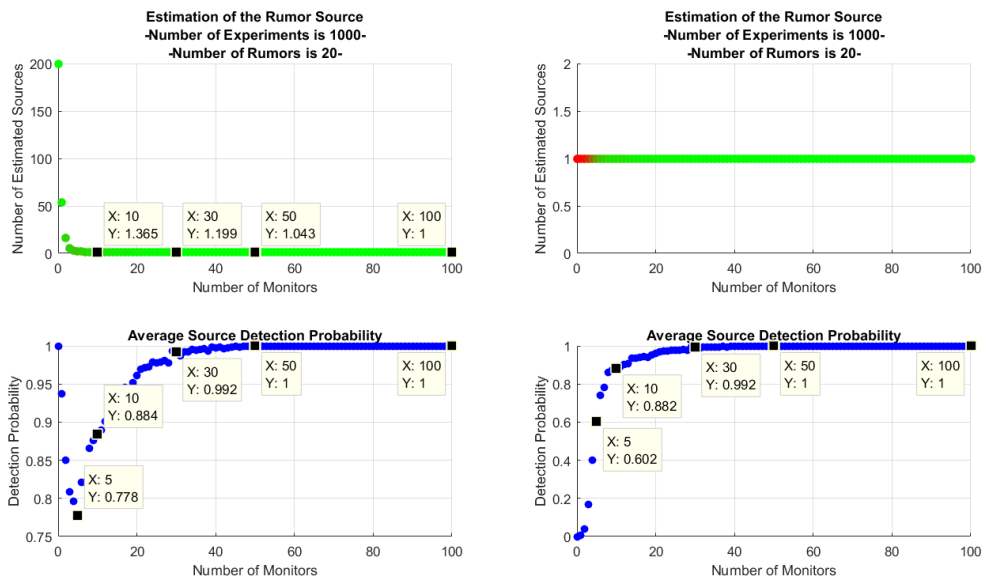 Estimation of the Rumor Source
-Number of Experiments is 1000-
-Number of Rumors is 20-
Number of Estimated Sources
200
150
100
50
0
X: 10
Y: 1.365
X: 30
Y: 1.199
X: 50
Y: 1.043
X: 100
Y: 1
0 20 40 60 80 100
Number of Monitors
Estimation of the Rumor Source
-Number of Experiments is 1000-
-Number of Rumors is 20-
Number of Estimated Sources
2
1.5
1
0.5
0
0 20 40 60 80 100
Number of Monitors
Average Source Detection Probability
Detection Probability
1
0.95
0.9
0.85
0.8
0.75
X: 5
Y: 0.778
X: 10
Y: 0.884
X: 30
Y: 0.992
X: 50
Y: 1
X: 100
Y: 1
0 20 40 60 80 100
Number of Monitors
Average Source Detection Probability
Detection Probability
1
0.8
0.6
0.4
0.2
0
X: 5
Y: 0.602
X: 10
Y: 0.882
X: 30
Y: 0.992
X: 50
Y: 1
X: 100
Y: 1
0 20 40 60 80 100
Number of Monitors